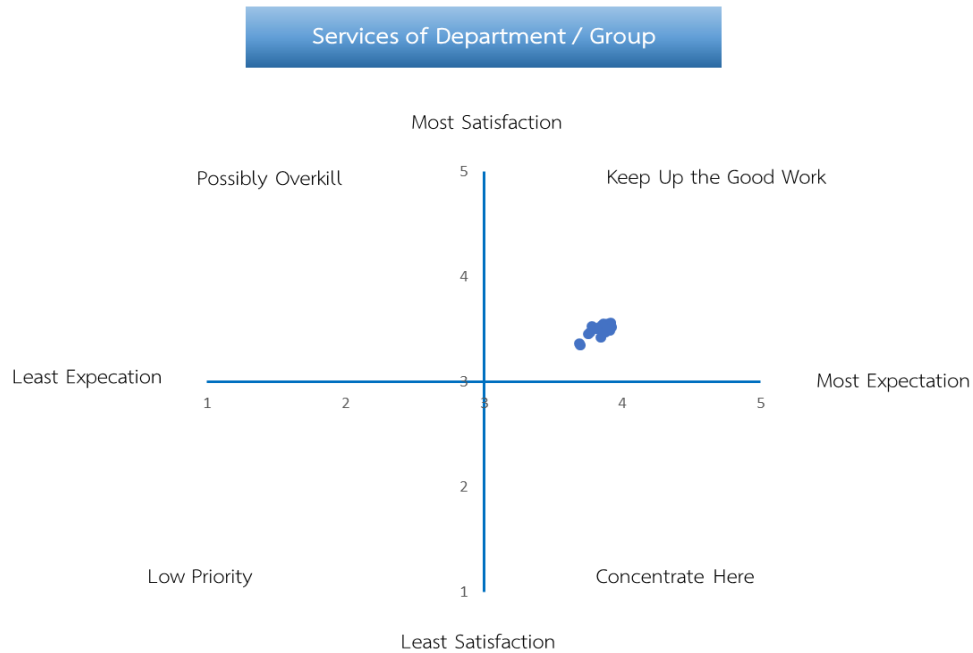 Services of Department / Group
Most Satisfaction
Possibly Overkill
5
Keep Up the Good Work
4
Least Expecation
3
Most Expectation
1
2
3
4
5
2
Low Priority
1
Concentrate Here
Least Satisfaction